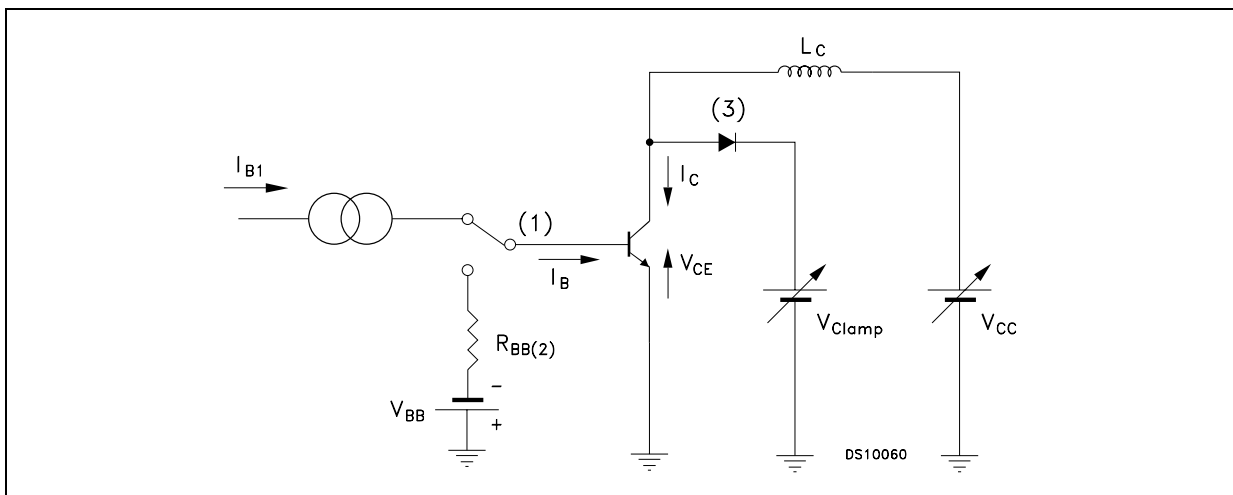 L_C
(3)
I_B1
I_C
(1)
I_B
V_CE
V_Clamp
V_CC
R_BB(2)
-
V_BB
+
DS10060